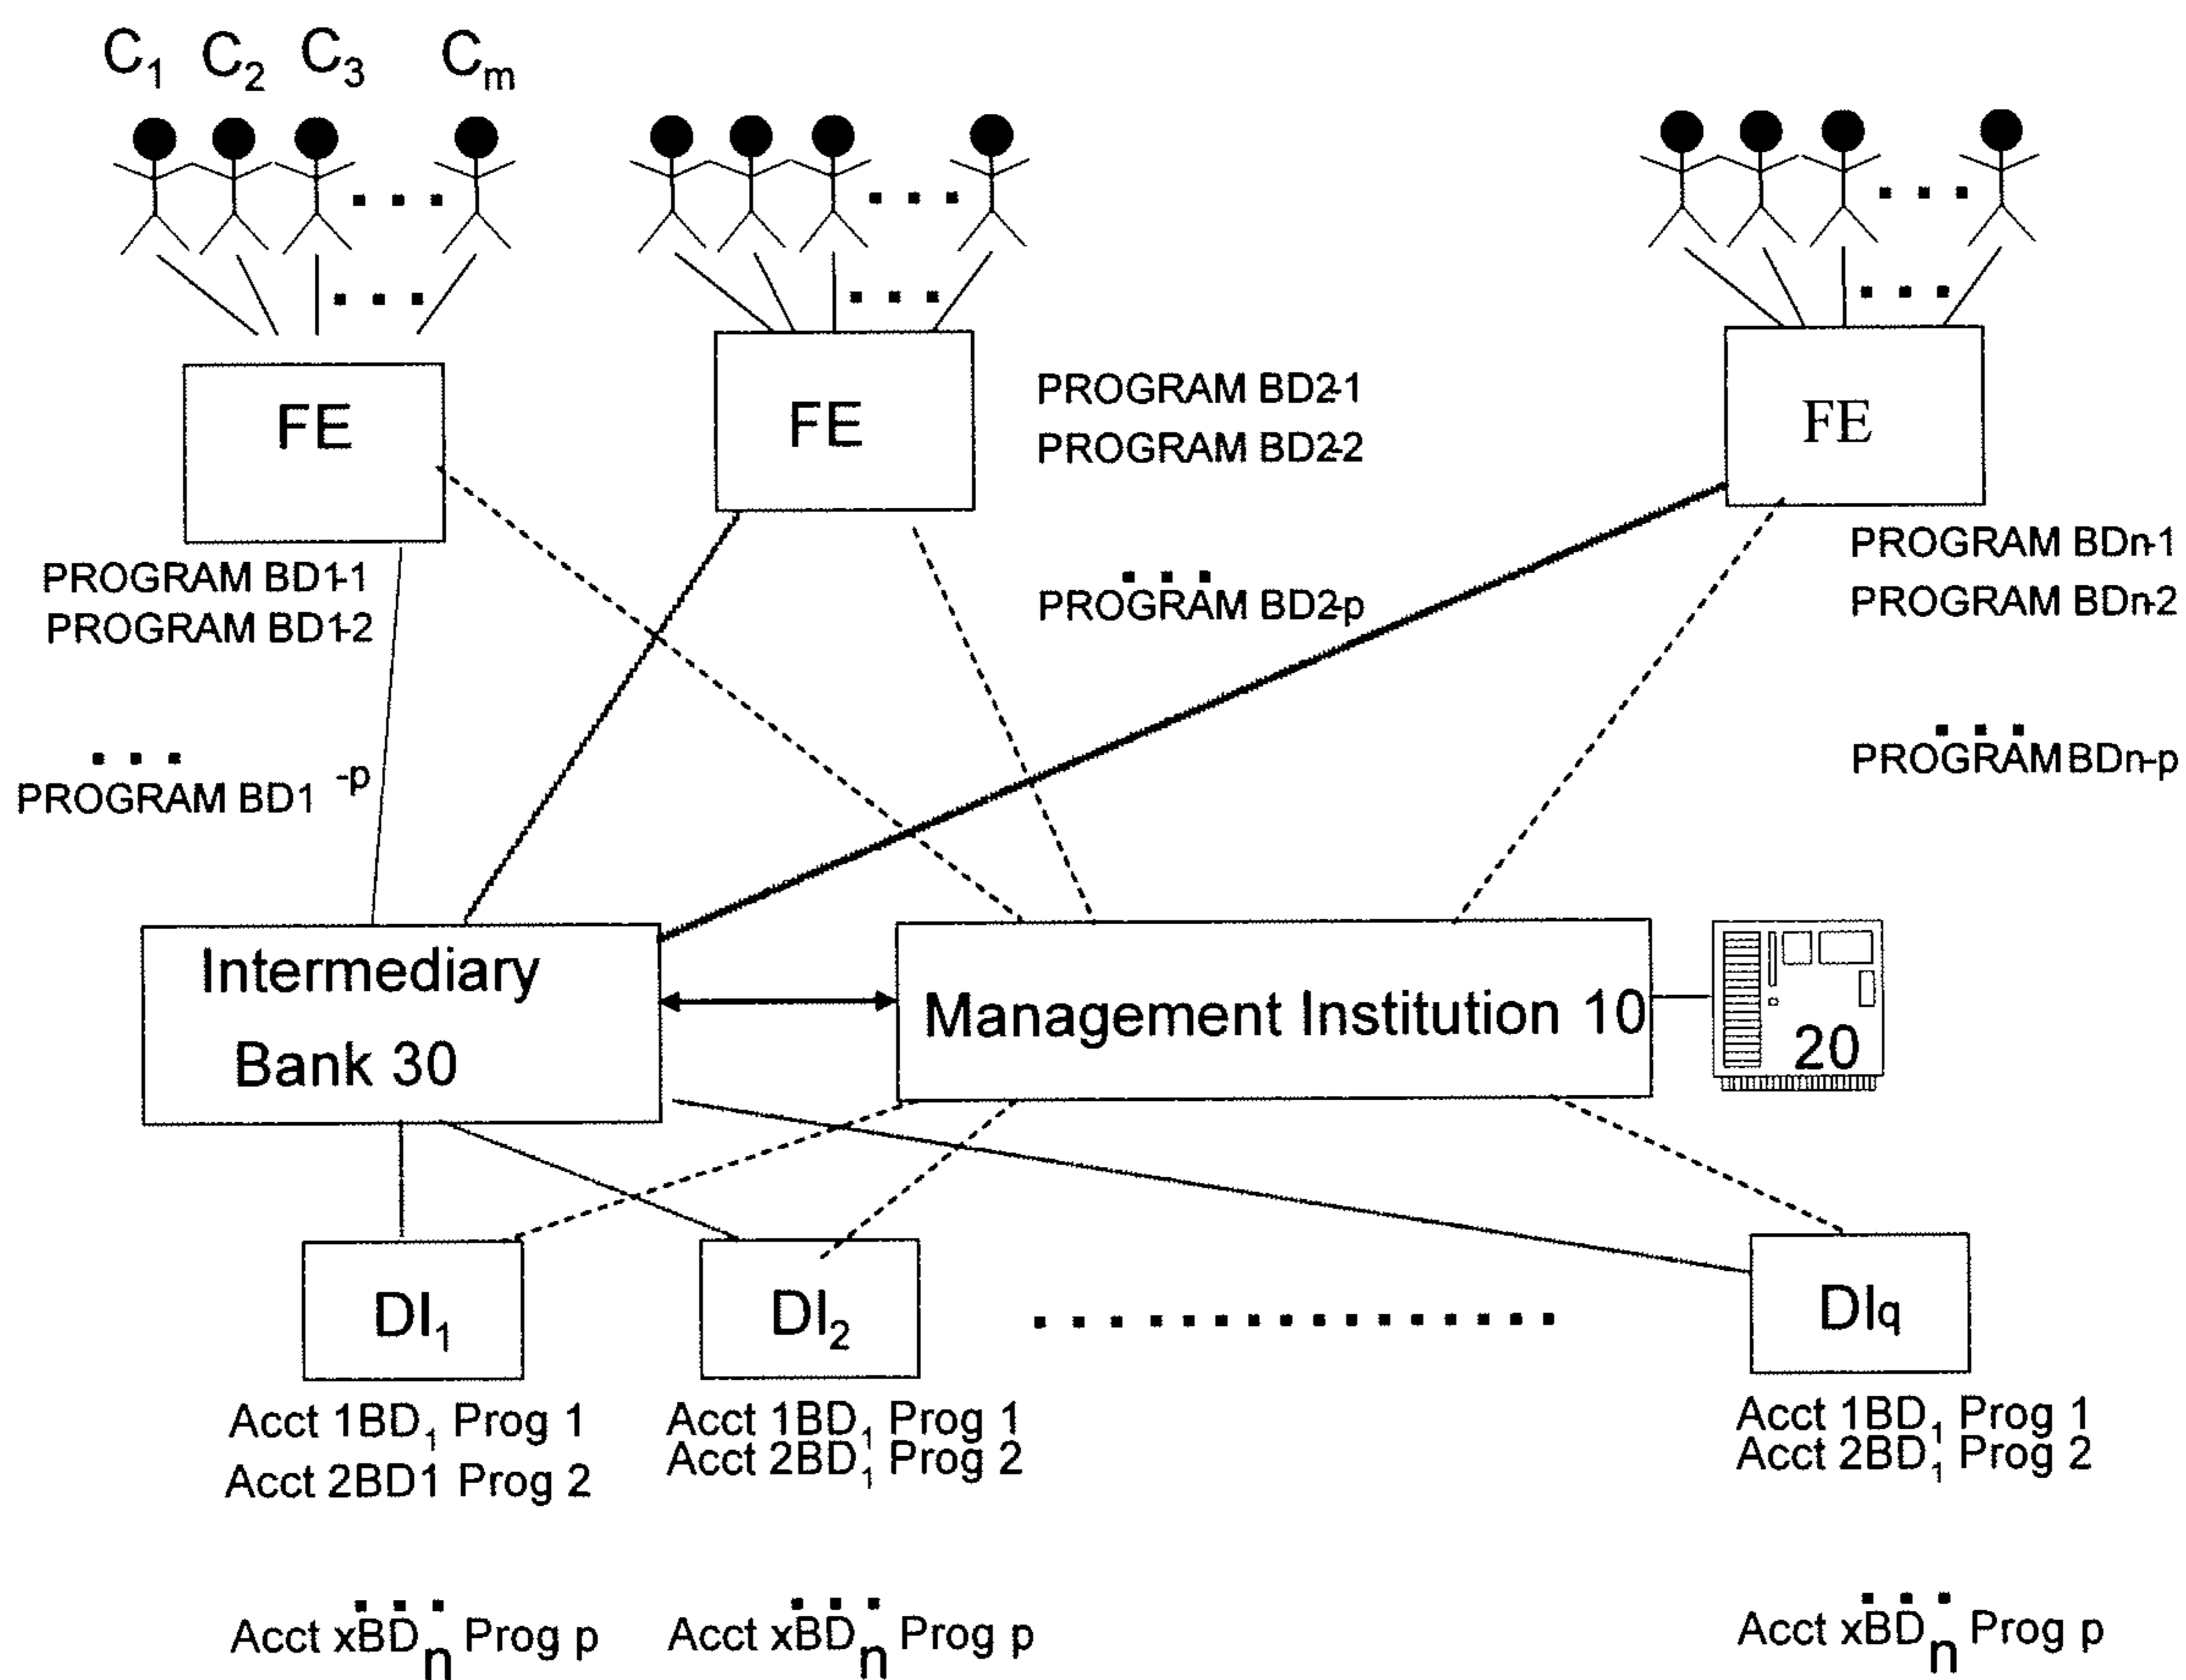 C1 C2 C3 Cm
FE
FE
FE
PROGRAM BD2-1
PROGRAM BD2-2
PROGRAM BD2-p
PROGRAM BD1-1
PROGRAM BD1-2
PROGRAM BD1 -p
PROGRAM BDn-1
PROGRAM BDn-2
PROGRAM BDn-p
Intermediary
Bank 30
Management Institution 10
20
DI1
DI2
DIq
Acct 1BD1 Prog 1
Acct 2BD1 Prog 2
Acct xBDn Prog p
Acct 1BD1 Prog 1
Acct 2BD1 Prog 2
Acct xBDn Prog p
Acct 1BD1 Prog 1
Acct 2BD1 Prog 2
Acct xBDn Prog p